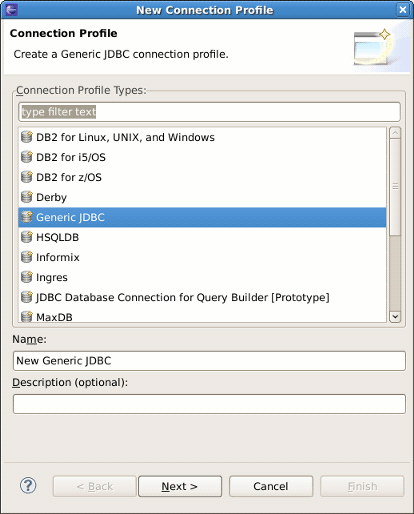 New Connection Profile
Connection Profile
Create a Generic JDBC connection profile.
Connection Profile Types:
type filter text
DB2 for Linux, UNIX, and Windows
DB2 for i5/OS
DB2 for z/OS
Derby
Generic JDBC
HSQLDB
Informix
Ingres
JDBC Database Connection for Query Builder [Prototype]
MaxDB
Name:
New Generic JDBC
Description (optional):
? < Back Next > Cancel Finish